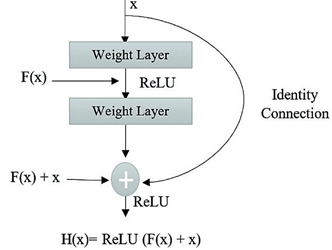 x
Weight Layer
F(x)
ReLU
Weight Layer
Identity
Connection
F(x) + x
+
ReLU
H(x)= ReLU (F(x) + x)